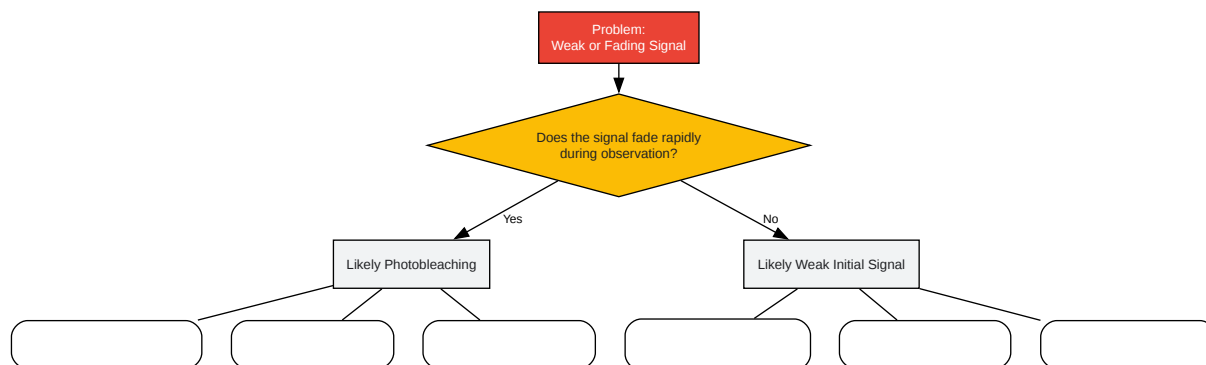 Problem:
Weak or Fading Signal
Does the signal fade rapidly
during observation?
Yes
No
Likely Photobleaching
Likely Weak Initial Signal